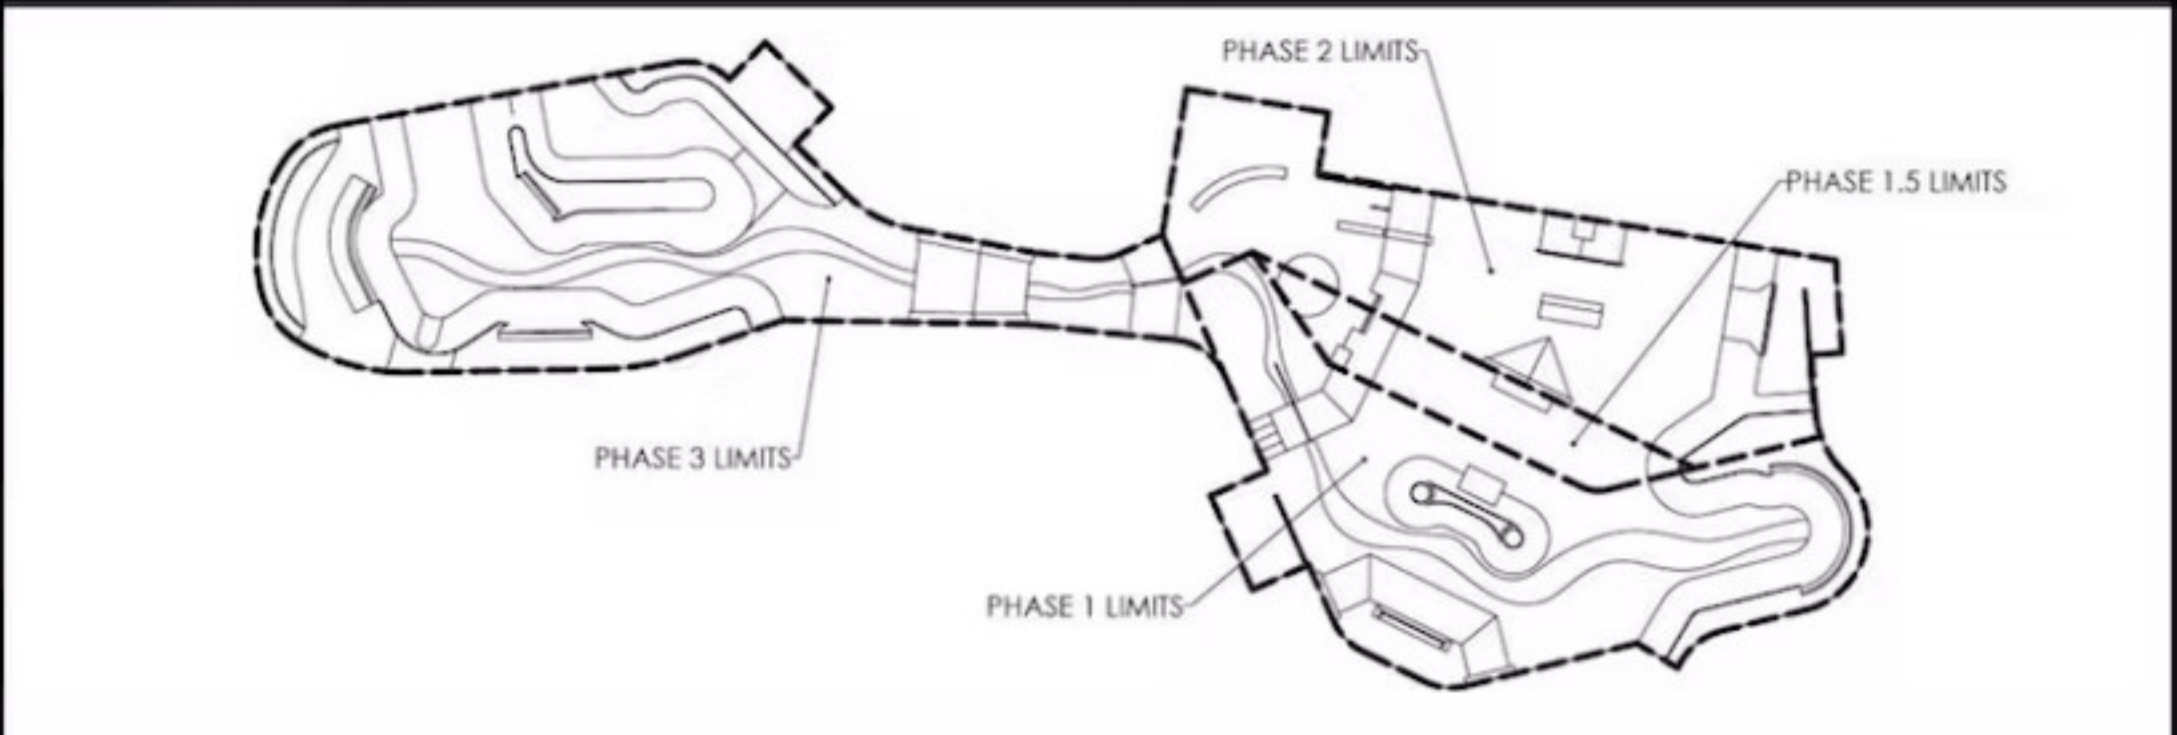 PHASE 2 LIMITS
PHASE 1.5 LIMITS
PHASE 3 LIMITS
PHASE 1 LIMITS